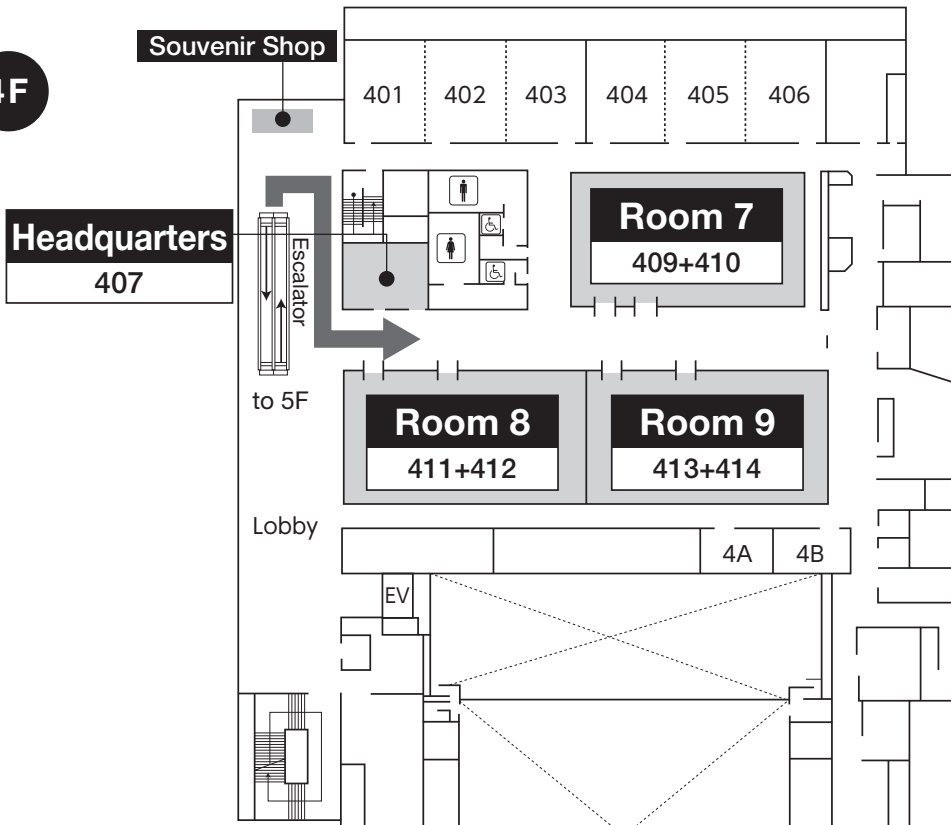 4F
Souvenir Shop
401
402
403
404
405
406
Headquarters
407
Escalator
Room 7
409+410
to 5F
Room 8
411+412
Room 9
413+414
Lobby
4A
4B
EV